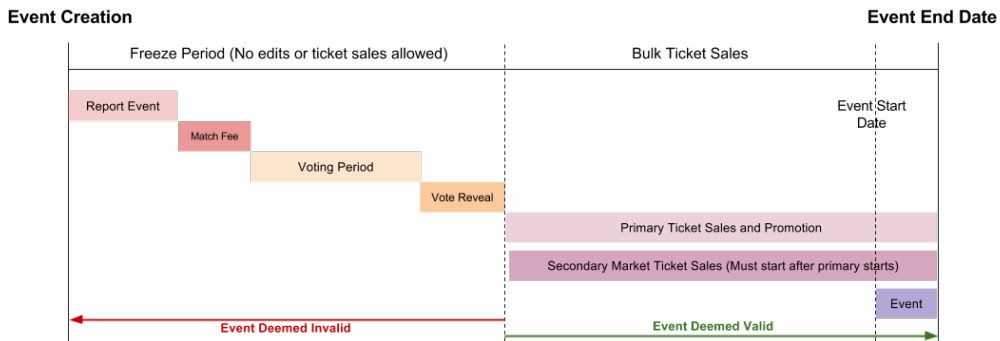 Event Creation
Event End Date
Freeze Period (No edits or ticket sales allowed)
Bulk Ticket Sales
Report Event
Event Start
Date
Match Fee
Voting Period
Vote Reveal
Primary Ticket Sales and Promotion
Secondary Market Ticket Sales (Must start after primary starts)
Event
Event Deemed Invalid
Event Deemed Valid